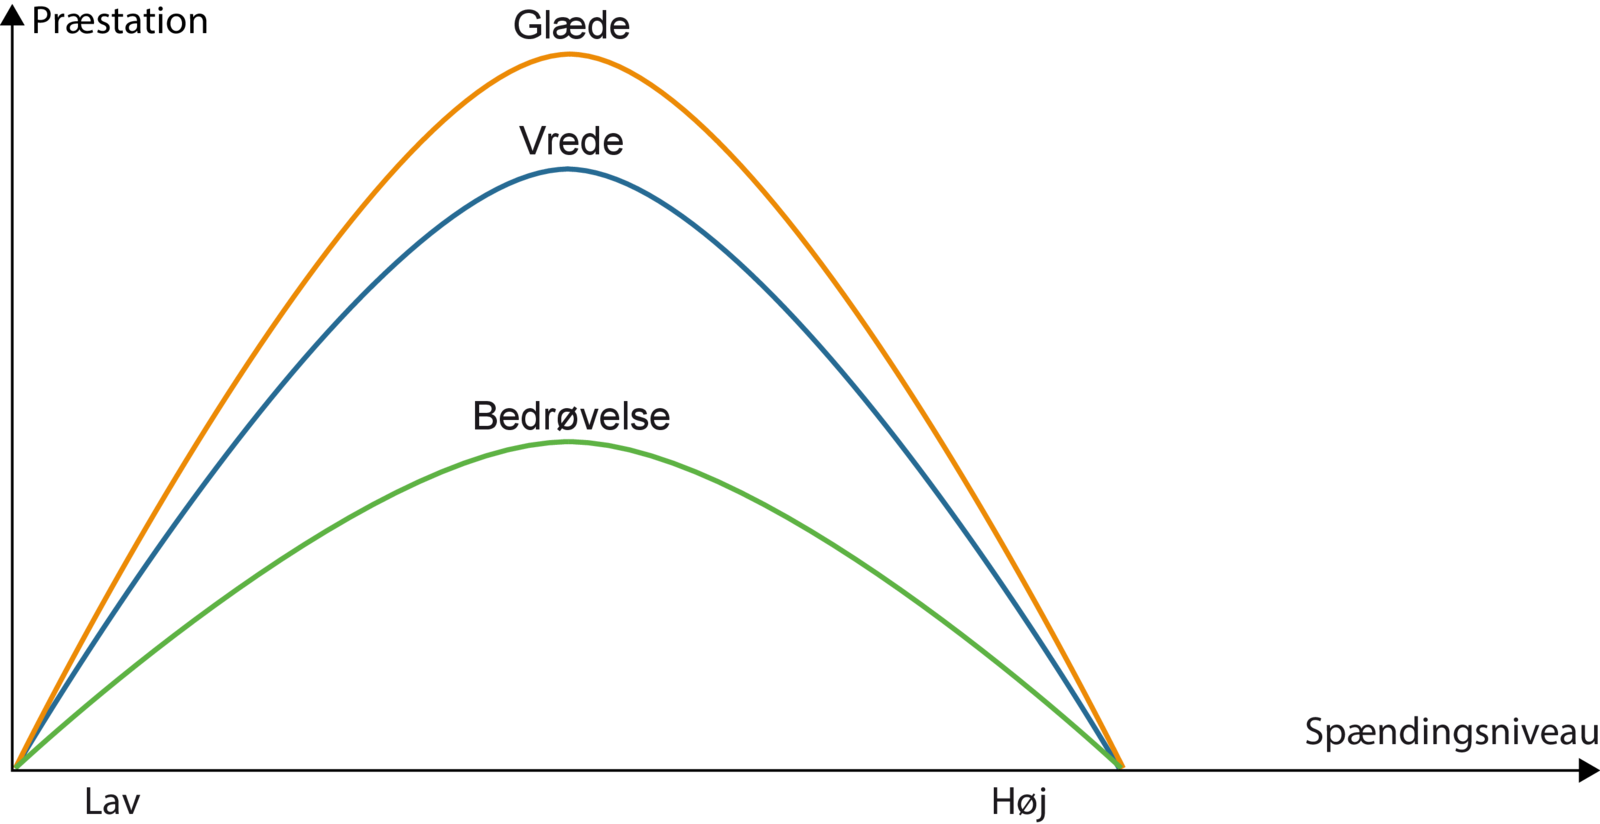 Præstation
Glæde
Vrede
Bedrøvelse
Spændingsniveau
Lav
Høj